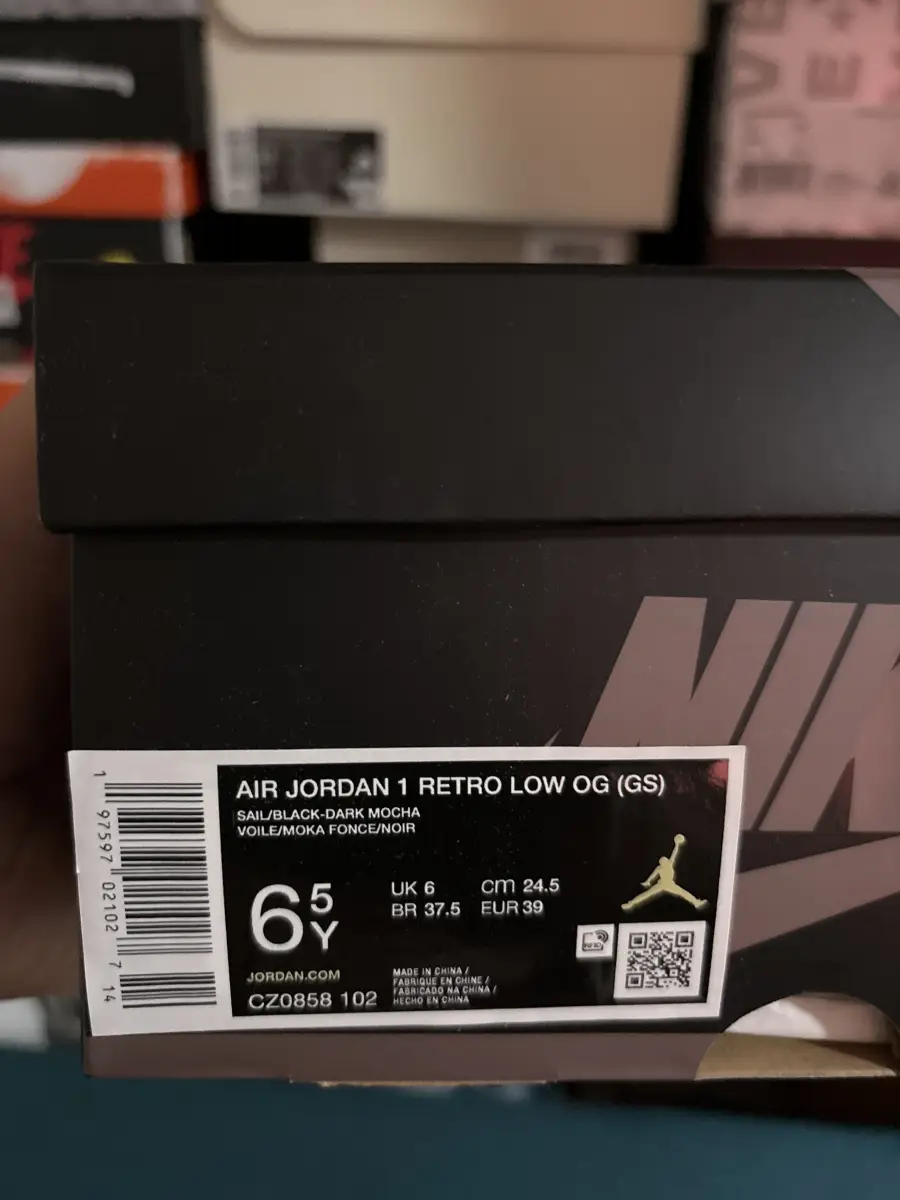 NIK
AIR JORDAN 1 RETRO LOW OG (GS)
SAIL/BLACK-DARK MOCHA
VOILE/MOKA FONCE/NOIR
6 5 Y
UK 6 cm 24.5
BR 37.5 EUR 39
JORDAN.COM
CZ0858 102
MADE IN CHINA /
FABRIQUE EN CHINE /
FABRICADO NA CHINA /
HECHO EN CHINA
1 97597 02102 7 14